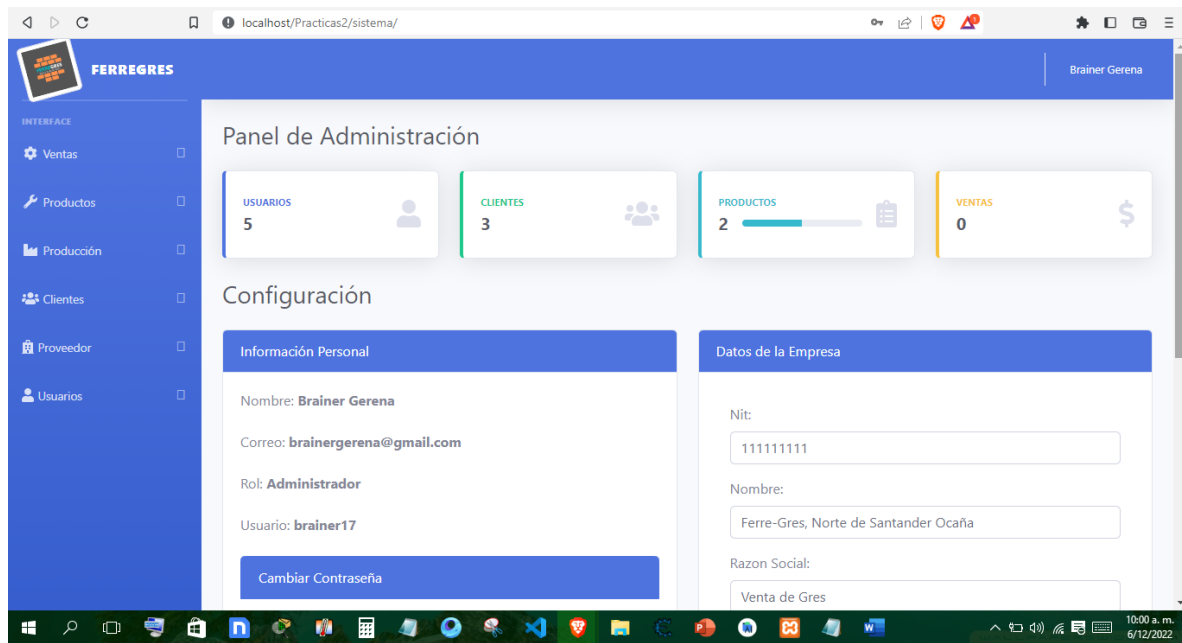 localhost/Practicas2/sistema/
FERREGRES
Brainer Gerena
INTERFACE
Ventas
Productos
Producción
Clientes
Proveedor
Usuarios
Panel de Administración
USUARIOS
5
CLIENTES
3
PRODUCTOS
2
VENTAS
0
Configuración
Información Personal
Nombre: Brainer Gerena
Correo: brainergerena@gmail.com
Rol: Administrador
Usuario: brainer17
Cambiar Contraseña
Datos de la Empresa
Nit:
111111111
Nombre:
Ferre-Gres, Norte de Santander Ocaña
Razon Social:
Venta de Gres
10:00 a. m.
6/12/2022